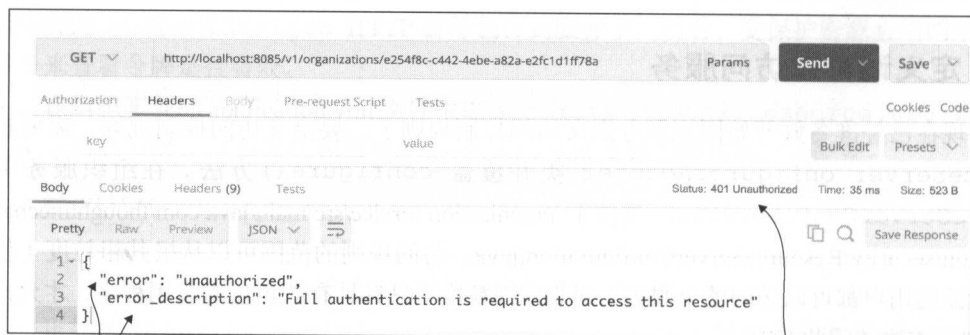 GET http://localhost:8085/v1/organizations/e254f8c-c442-4ebe-a82a-e2fc1d1ff78a Params Send Save
Authorization Headers Body Pre-request Script Tests Cookies Code
key value Bulk Edit Presets
Body Cookies Headers (9) Tests Status: 401 Unauthorized Time: 35 ms Size: 523 B
Pretty Raw Preview JSON Save Response
1 {
2 "error": "unauthorized",
3 "error_description": "Full authentication is required to access this resource"
4 }